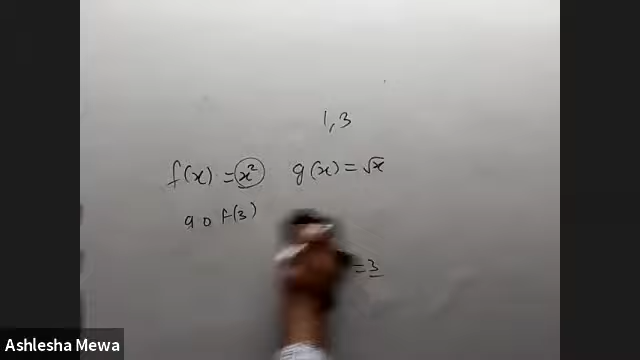 1,3
f(x) = x² g(x) = √x
g o f(3)
= 3
Ashlesha Mewa